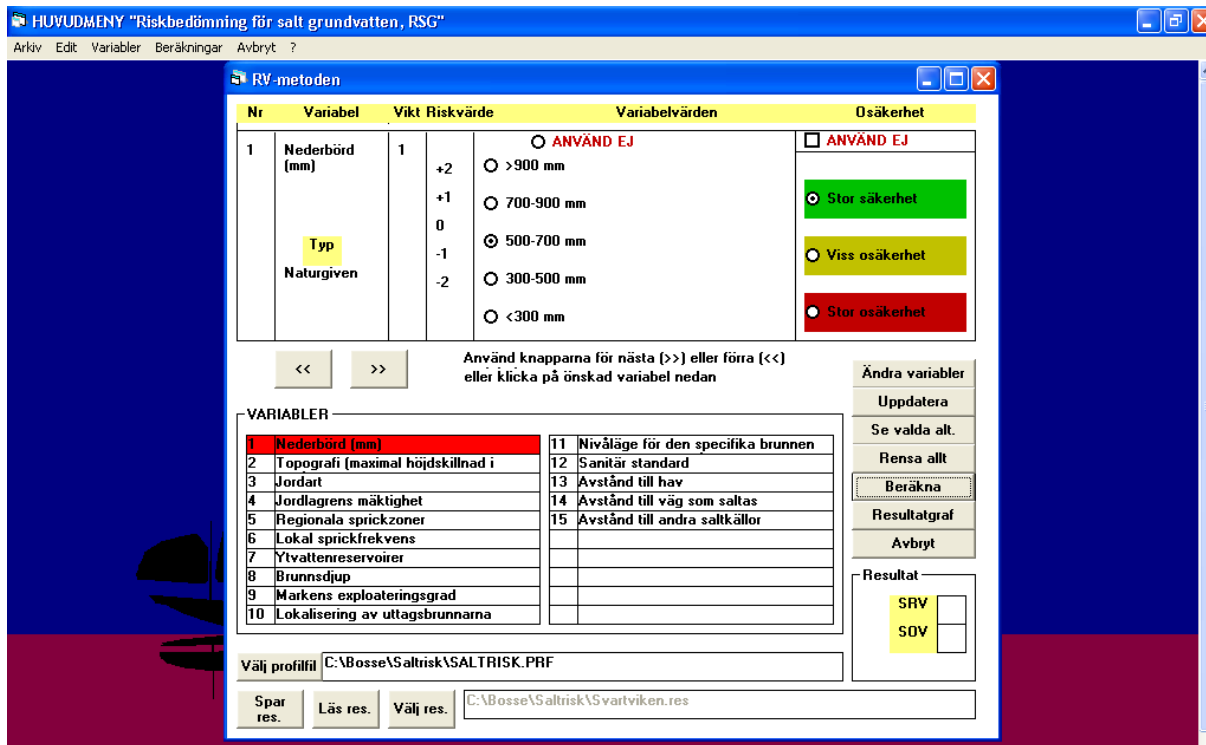 HUVUDMENY "Riskbedömning för salt grundvatten, RSG"
Arkiv Edit Variabler Beräkningar Avbryt ?
RV-metoden
Nr Variabel Vikt Riskvärde Variabelvärden Osäkerhet
1 Nederbörd (mm) 1
ANVÄND EJ
ANVÄND EJ
+2 >900 mm
+1 700-900 mm
0 500-700 mm
-1 300-500 mm
-2 <300 mm
Typ
Naturgiven
Stor säkerhet
Viss osäkerhet
Stor osäkerhet
<< >>
Använd knapparna för nästa (>>) eller förra (<<)
eller klicka på önskad variabel nedan
Ändra variabler
Uppdatera
Se valda alt.
Rensa allt
Beräkna
Resultatgraf
Avbryt
VARIABLER
1 Nederbörd (mm)
2 Topografi (maximal höjdskillnad i
3 Jordart
4 Jordlagrens mäktighet
5 Regionala sprickzoner
6 Lokal sprickfrekvens
7 Ytvattenreservoirer
8 Brunnsdjup
9 Markens exploateringsgrad
10 Lokalisering av uttagsbrunnarna
11 Nivåläge för den specifika brunnen
12 Sanitär standard
13 Avstånd till hav
14 Avstånd till väg som saltas
15 Avstånd till andra saltkällor
Resultat
SRV
SOV
Välj profilfil C:\Bosse\Saltrisk\SALTRISK.PRF
Spar res. Läs res. Välj res. C:\Bosse\Saltrisk\Svartviken.res